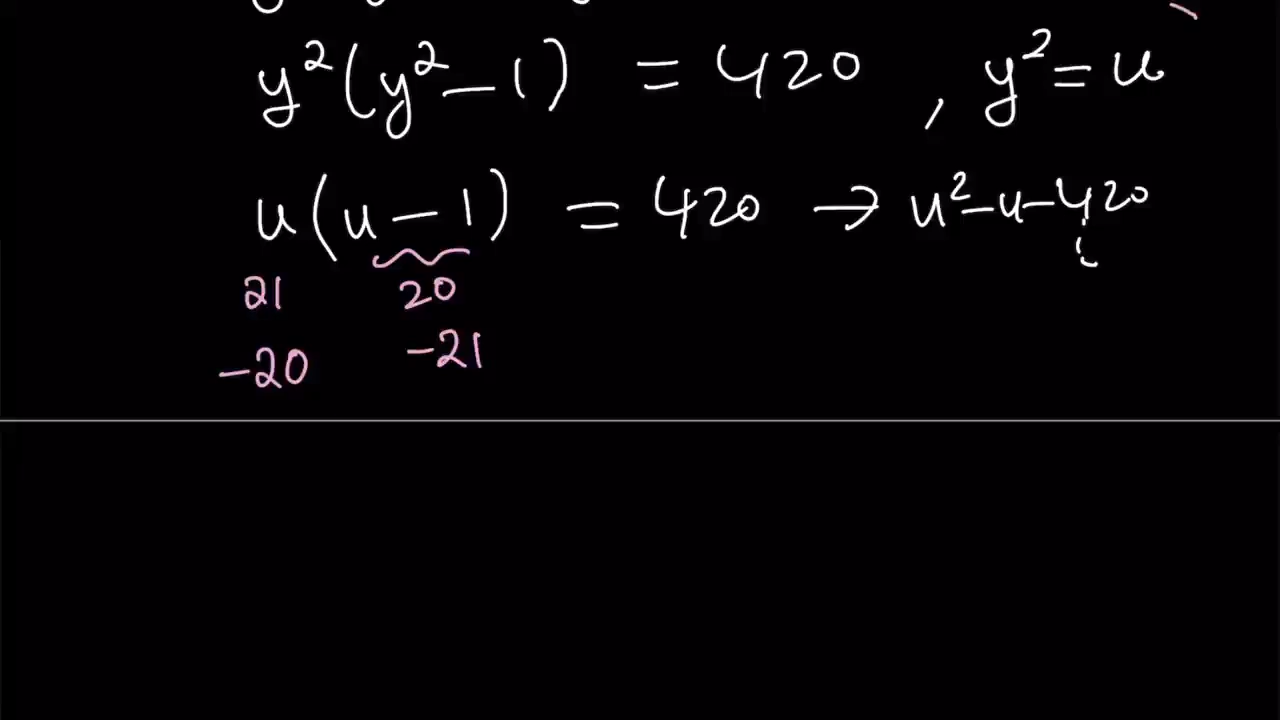 y²(y²-1) = 420 , y² = u
u(u-1) = 420 → u²-u-420
21 20
-20 -21